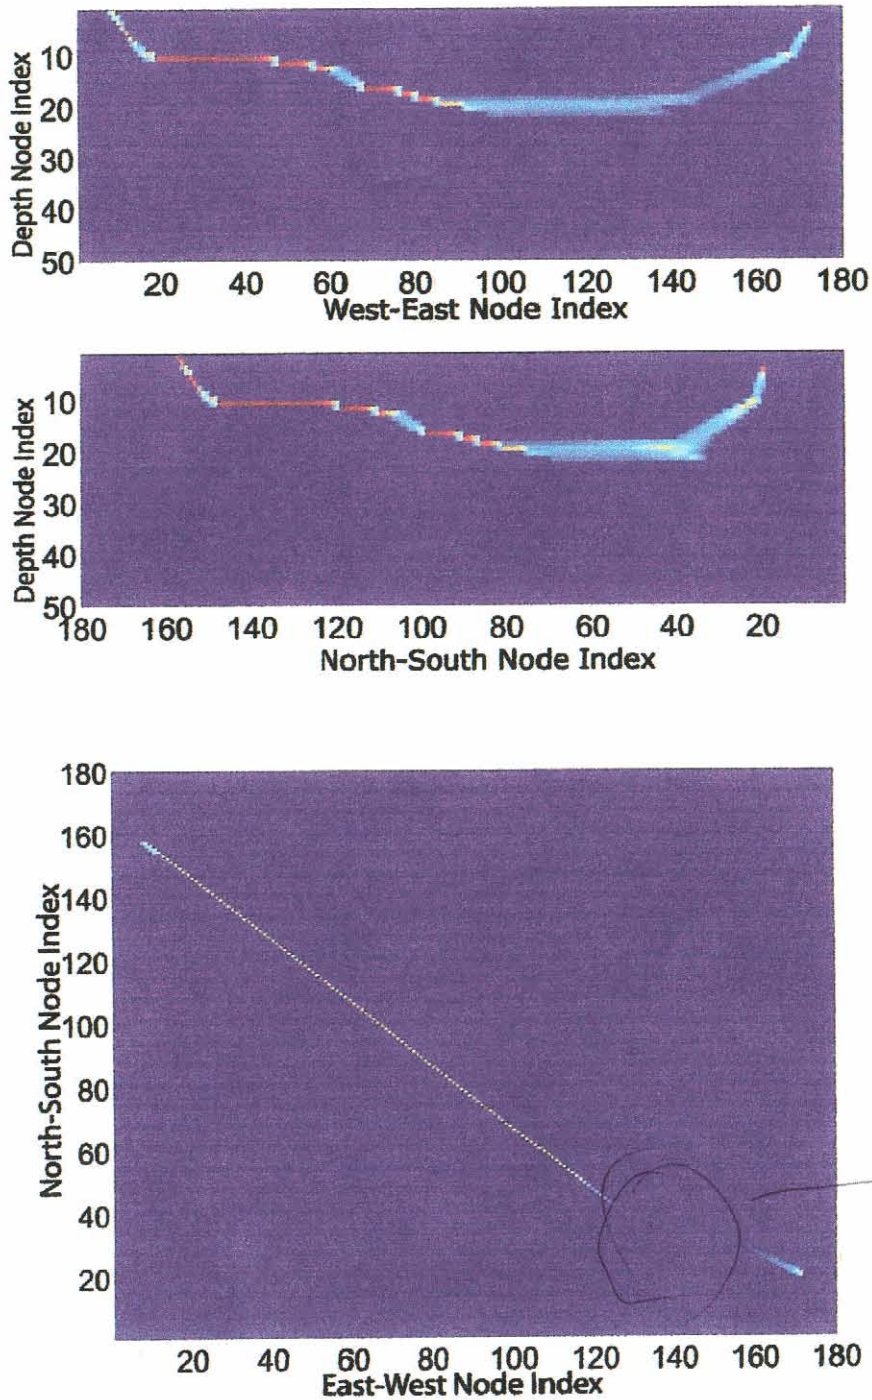 10
20
30
40
50
Depth Node Index
20 40 60 80 100 120 140 160 180
West-East Node Index
10
20
30
40
50
Depth Node Index
180 160 140 120 100 80 60 40 20
North-South Node Index
180
160
140
120
100
80
60
40
20
North-South Node Index
20 40 60 80 100 120 140 160 180
East-West Node Index